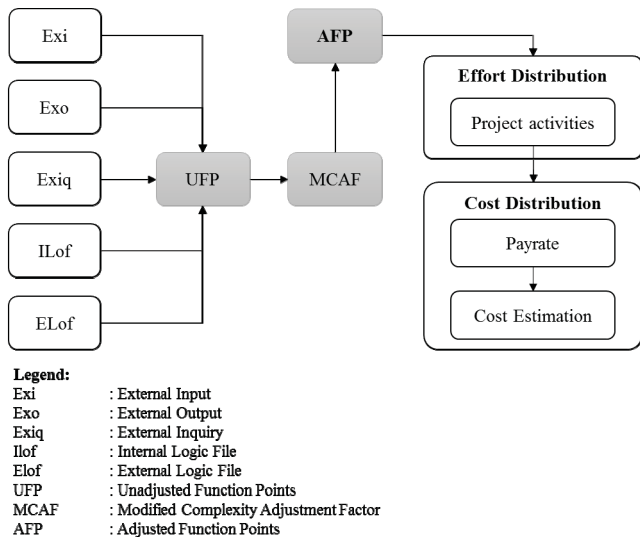 Exi
Exo
Exiq
ILof
ELof
UFP
MCAF
AFP
Effort Distribution
Project activities
Cost Distribution
Payrate
Cost Estimation
Legend:
Exi : External Input
Exo : External Output
Exiq : External Inquiry
Ilof : Internal Logic File
Elof : External Logic File
UFP : Unadjusted Function Points
MCAF : Modified Complexity Adjustment Factor
AFP : Adjusted Function Points